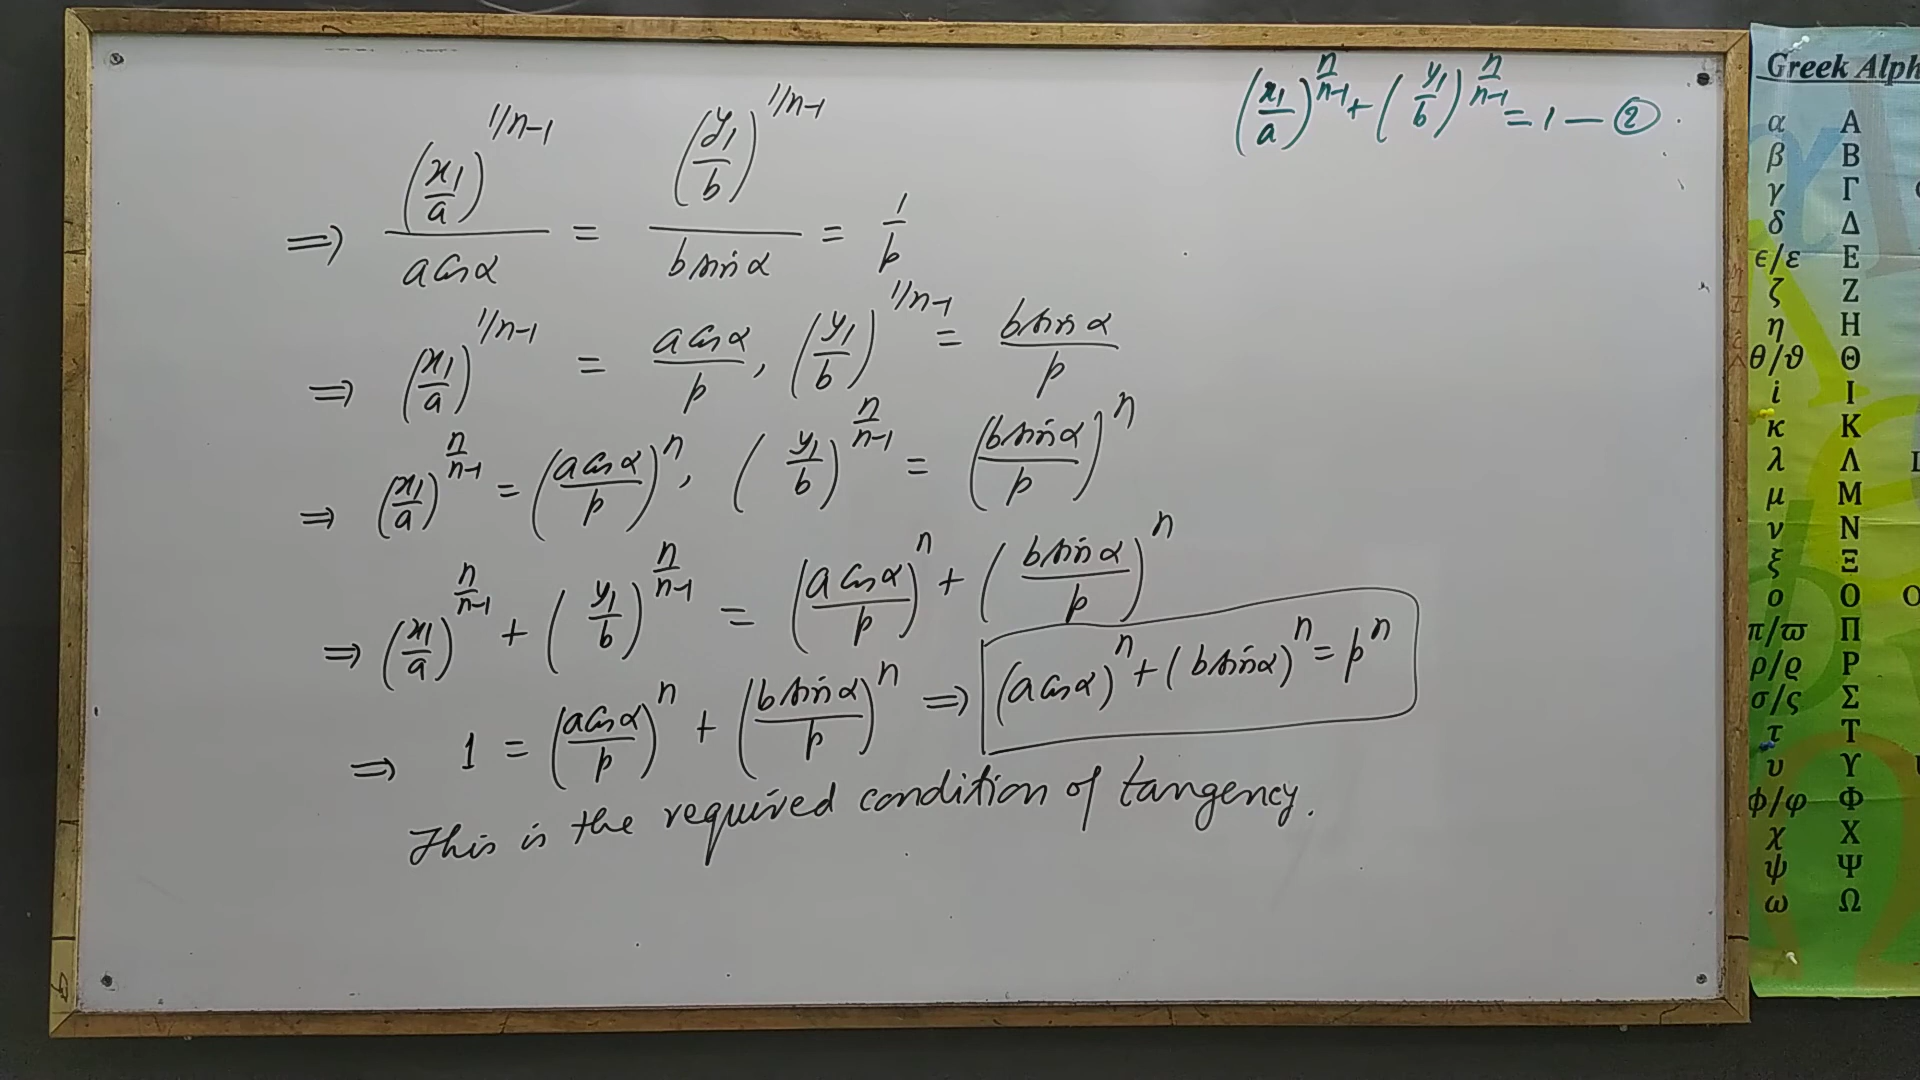 (x₁/a)^(n/n-1) + (y₁/b)^(n/n-1) = 1 — ②
⇒ (x₁/a)^(1/n-1) / (a cos α) = (y₁/b)^(1/n-1) / (b sin α) = 1/p
⇒ (x₁/a)^(1/n-1) = (a cos α)/p, (y₁/b)^(1/n-1) = (b sin α)/p
⇒ (x₁/a)^(n/n-1) = ((a cos α)/p)^n, (y₁/b)^(n/n-1) = ((b sin α)/p)^n
⇒ (x₁/a)^(n/n-1) + (y₁/b)^(n/n-1) = ((a cos α)/p)^n + ((b sin α)/p)^n
⇒ 1 = ((a cos α)/p)^n + ((b sin α)/p)^n ⇒ (a cos α)^n + (b sin α)^n = p^n
This is the required condition of tangency.
Greek Alph
α Α
β Β
γ Γ
δ Δ
ϵ/ε Ε
ζ Ζ
η Η
θ/ϑ Θ
i Ι
κ Κ
λ Λ
μ Μ
ν Ν
ξ Ξ
ο Ο
π/ϖ Π
ρ/ϱ Ρ
σ/ς Σ
τ Τ
υ Υ
ϕ/φ Φ
χ Χ
ψ Ψ
ω Ω